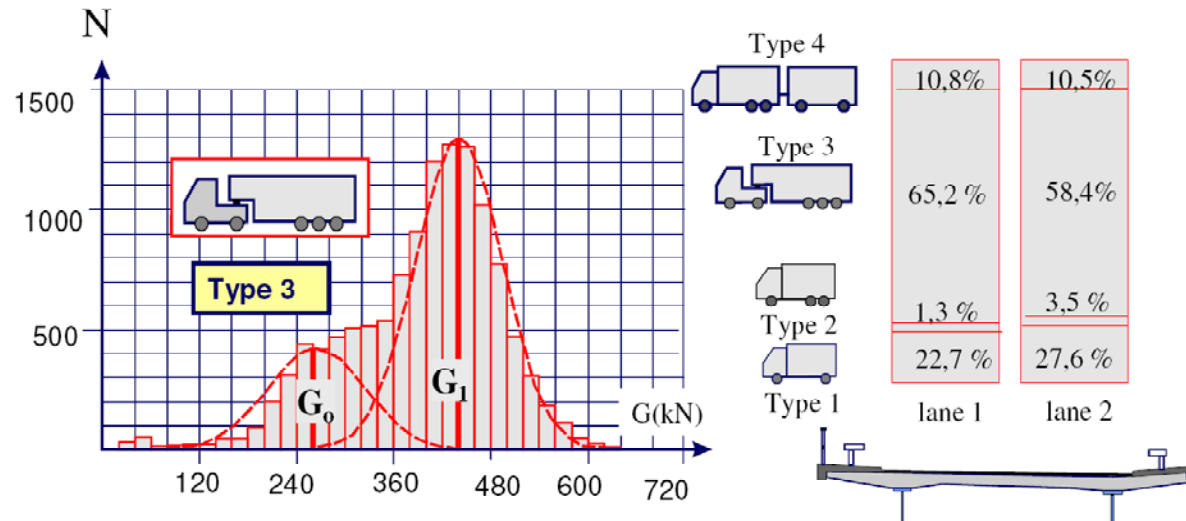 N
1500
1000
500
Type 3
G₀
G₁
G(kN)
120 240 360 480 600 720
Type 4
Type 3
Type 2
Type 1
10,8%
65,2 %
1,3 %
22,7 %
lane 1
10,5%
58,4%
3,5 %
27,6 %
lane 2